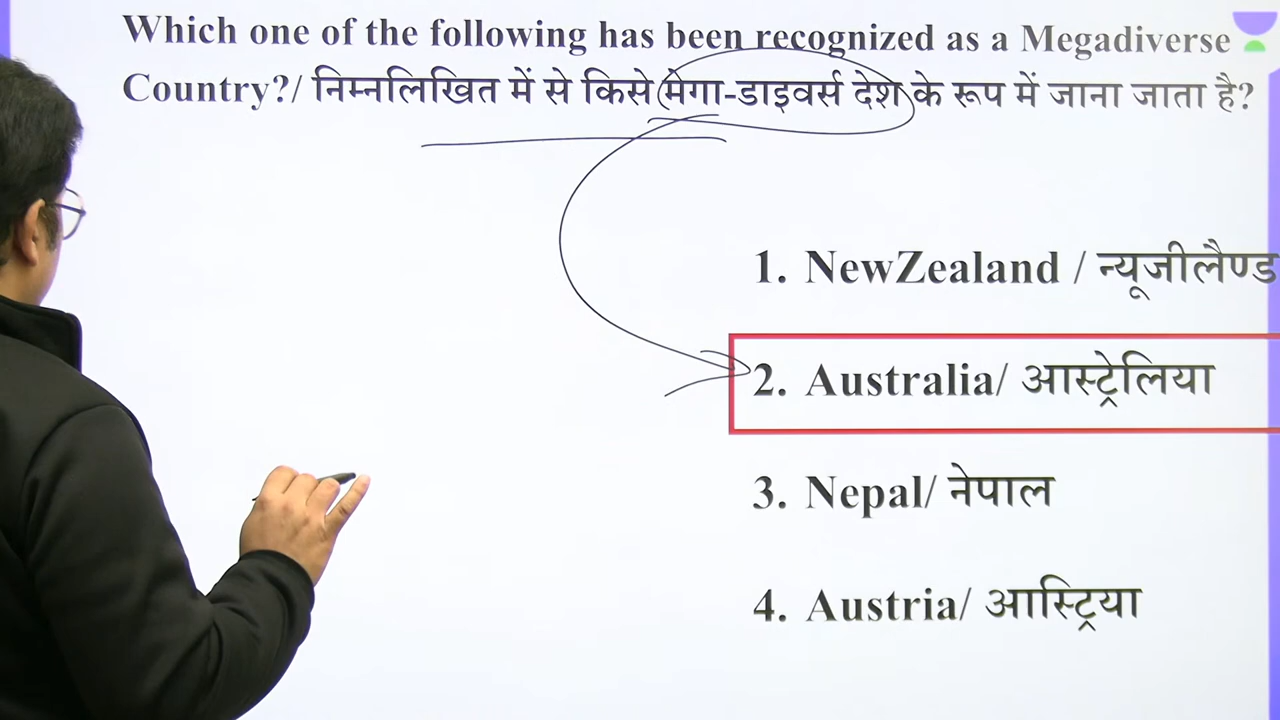 Which one of the following has been recognized as a Megadiverse
Country?/ निम्नलिखित में से किसे मेगा-डाइवर्स देश के रूप में जाना जाता है?
1. NewZealand / न्यूजीलैण्ड
2. Australia/ आस्ट्रेलिया
3. Nepal/ नेपाल
4. Austria/ आस्ट्रिया